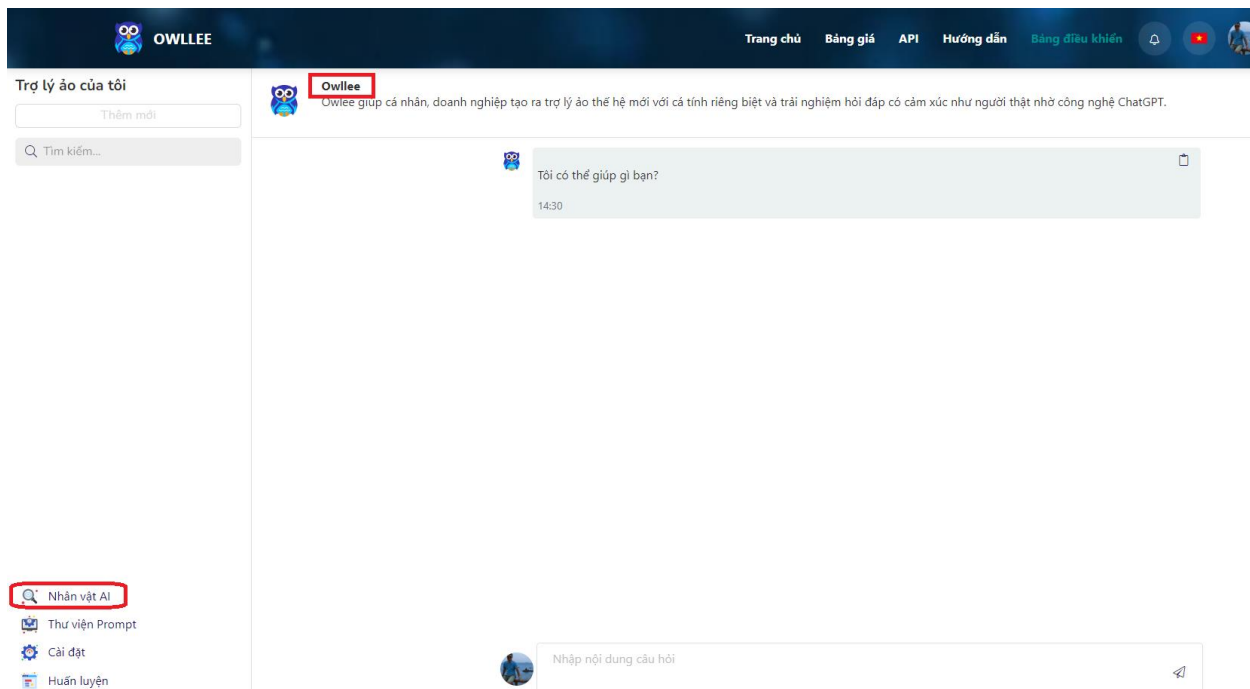 OWLLEE
Trang chủ Bảng giá API Hướng dẫn Bảng điều khiển
Trợ lý ảo của tôi
Thêm mới
Tìm kiếm...
Owllee
Owlee giúp cá nhân, doanh nghiệp tạo ra trợ lý ảo thế hệ mới với cá tính riêng biệt và trải nghiệm hỏi đáp có cảm xúc như người thật nhờ công nghệ ChatGPT.
Tôi có thể giúp gì bạn?
14:30
Nhân vật AI
Thư viện Prompt
Cài đặt
Huấn luyện
Nhập nội dung câu hỏi